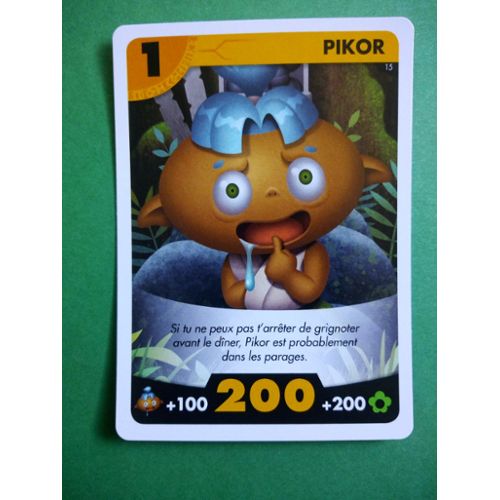 1
PIKOR
15
Si tu ne peux pas t'arrêter de grignoter
avant le dîner, Pikor est probablement
dans les parages.
+100 200 +200